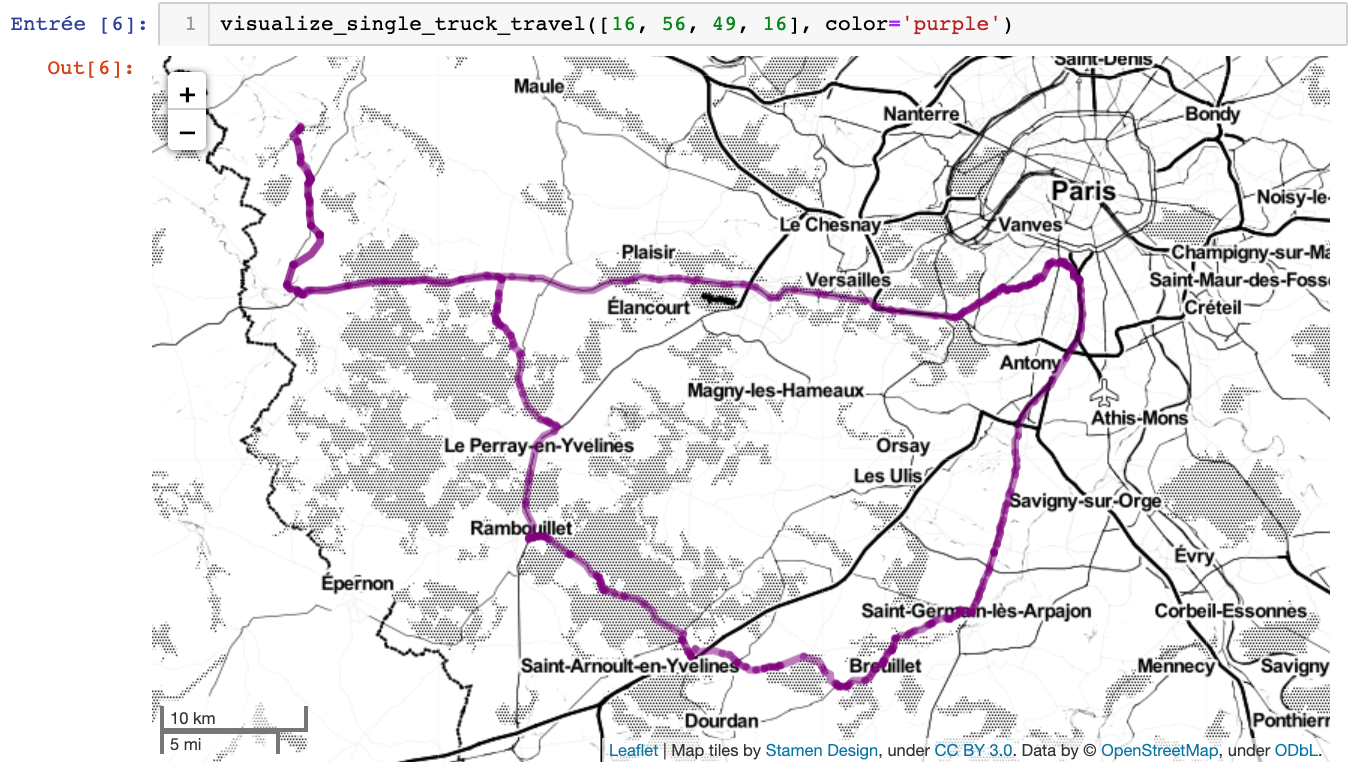 Entrée [6]: 1 visualize_single_truck_travel([16, 56, 49, 16], color='purple')
Out[6]:
+
−
Saint-Denis
Maule
Nanterre
Bondy
Paris
Noisy-le-
Le Chesnay
Vanves
Plaisir
Champigny-sur-Ma
Versailles
Saint-Maur-des-Foss
Élancourt
Créteil
Antony
Magny-les-Hameaux
Athis-Mons
Le Perray-en-Yvelines
Orsay
Les Ulis
Savigny-sur-Orge
Rambouillet
Évry
Épernon
Saint-Germain-lès-Arpajon
Corbeil-Essonnes
Saint-Arnoult-en-Yvelines
Breuillet
Mennecy
Savigny
Dourdan
Ponthierr
10 km
5 mi
Leaflet | Map tiles by Stamen Design, under CC BY 3.0. Data by © OpenStreetMap, under ODbL.